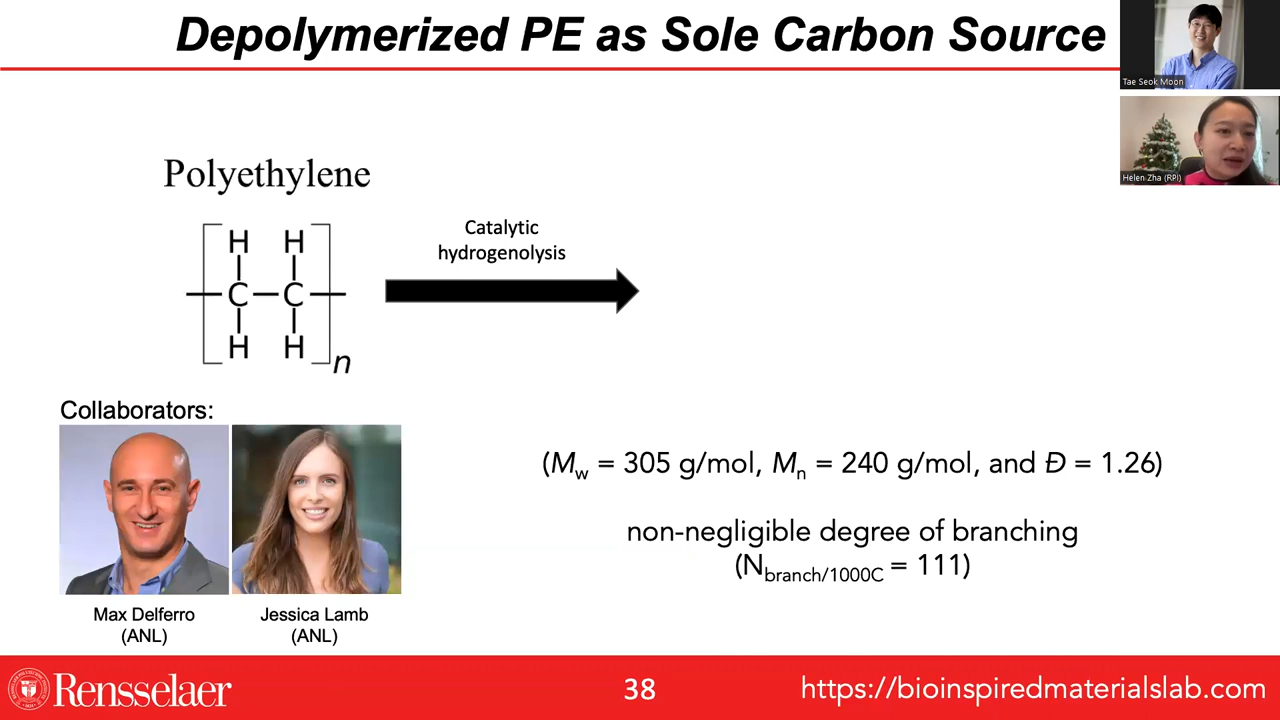 Depolymerized PE as Sole Carbon Source
Tae Seok Moon
Helen Zha (RPI)
Polyethylene
H H
C C
H H
n
Catalytic
hydrogenolysis
Collaborators:
Max Delferro
(ANL)
Jessica Lamb
(ANL)
(Mw = 305 g/mol, Mn = 240 g/mol, and Đ = 1.26)
non-negligible degree of branching
(Nbranch/1000C = 111)
Rensselaer
38
https://bioinspiredmaterialslab.com